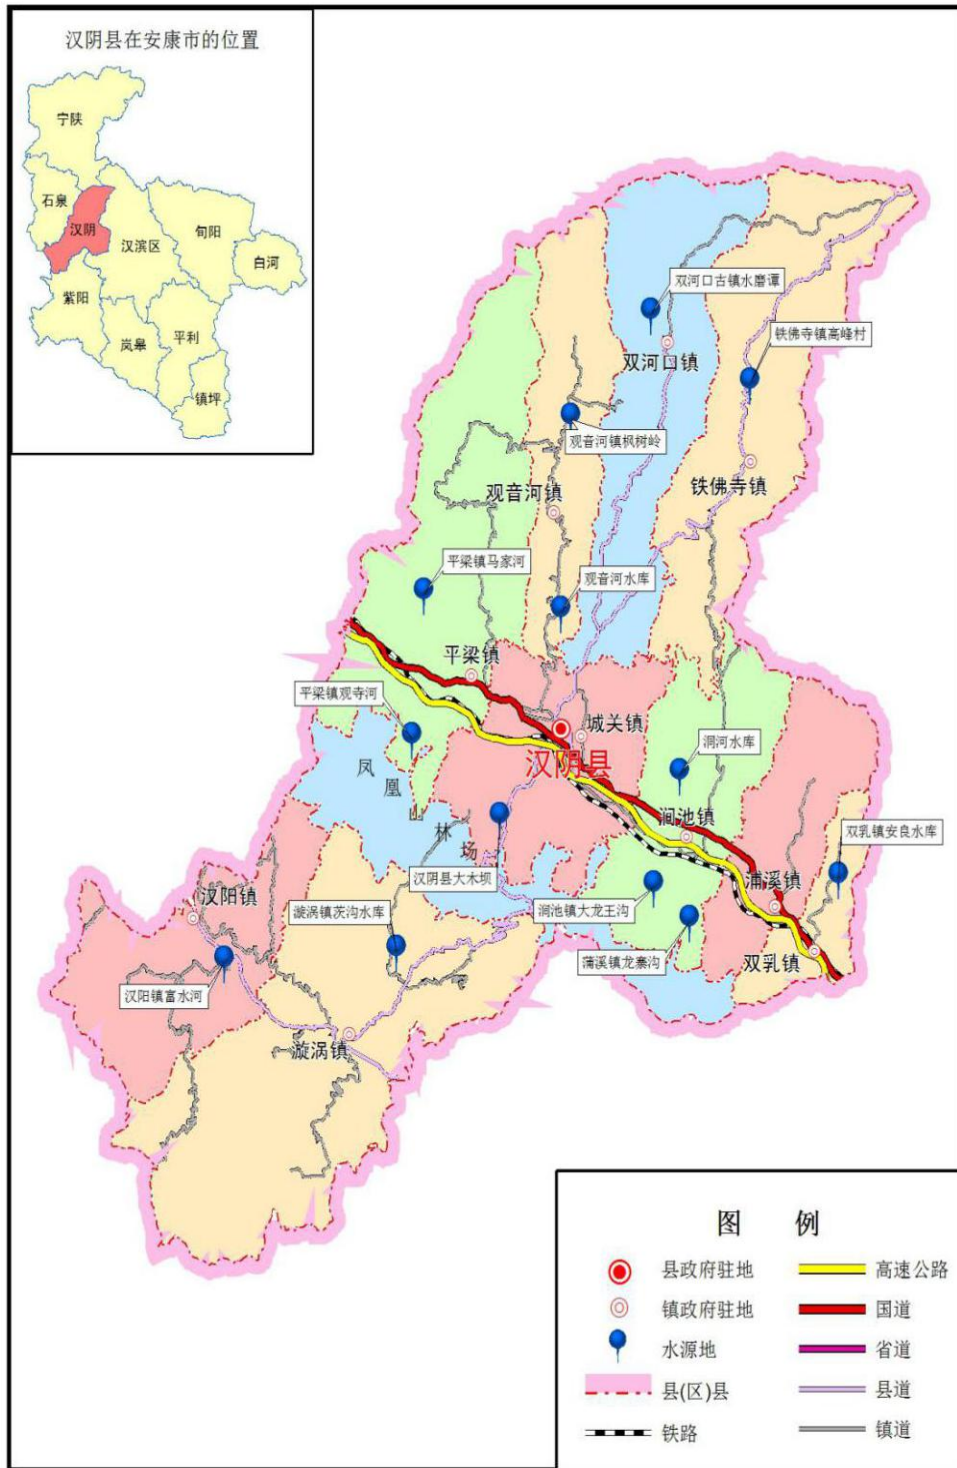 汉阴县在安康市的位置
宁陕
石泉
汉阴
汉滨区
旬阳
白河
紫阳
岚皋
平利
镇坪
双河口古镇水磨谭
双河口镇
铁佛寺镇高峰村
观音河镇枫树岭
观音河镇
铁佛寺镇
平梁镇马家河
观音河水库
平梁镇
平梁镇观寺河
城关镇
汉阴县
洞河水库
凤凰山林场
涧池镇
双乳镇安良水库
汉阴县大木坝
浦溪镇
汉阳镇
漩涡镇茨沟水库
涧池镇大龙王沟
蒲溪镇龙寨沟
双乳镇
汉阳镇富水河
漩涡镇
图 例
县政府驻地
高速公路
镇政府驻地
国道
水源地
省道
县(区)县
县道
铁路
镇道